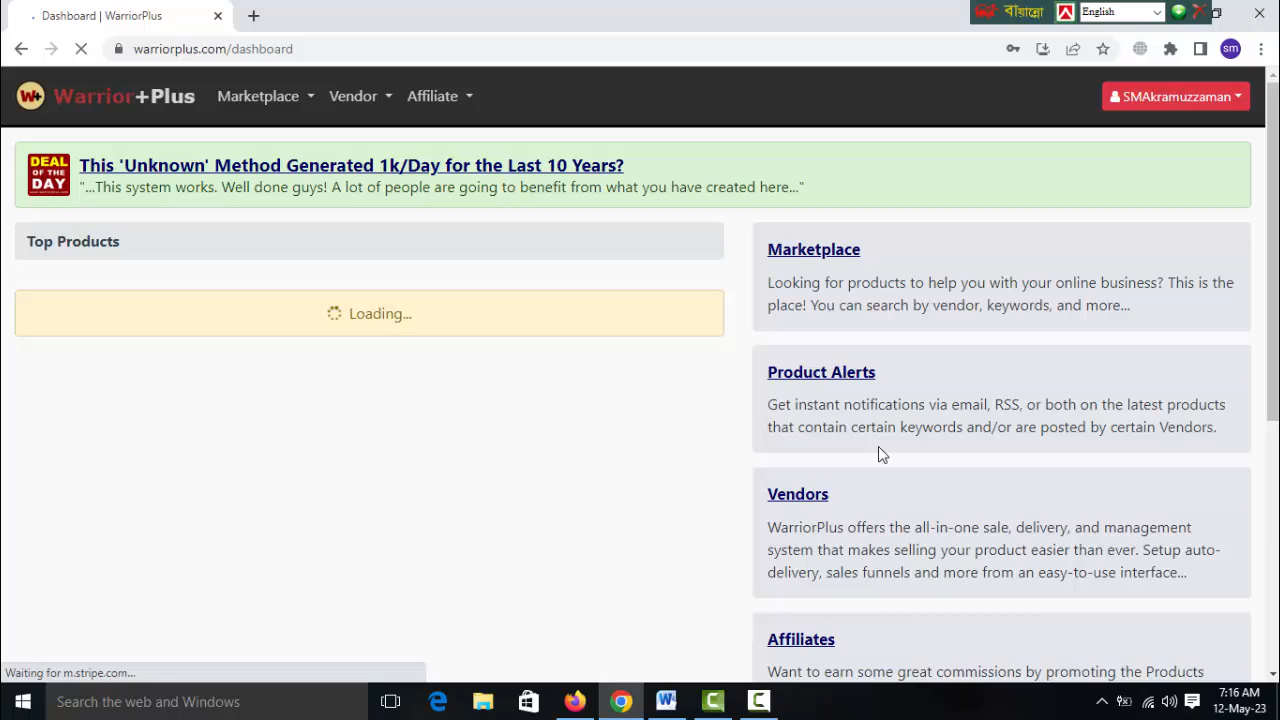 Dashboard | WarriorPlus
বায়ান্নো
English
warriorplus.com/dashboard
sm
W+ Warrior+Plus
Marketplace
Vendor
Affiliate
SMAkramuzzaman
DEAL OF THE DAY
This 'Unknown' Method Generated 1k/Day for the Last 10 Years?
"...This system works. Well done guys! A lot of people are going to benefit from what you have created here..."
Top Products
Loading...
Marketplace
Looking for products to help you with your online business? This is the
place! You can search by vendor, keywords, and more...
Product Alerts
Get instant notifications via email, RSS, or both on the latest products
that contain certain keywords and/or are posted by certain Vendors.
Vendors
WarriorPlus offers the all-in-one sale, delivery, and management
system that makes selling your product easier than ever. Setup auto-
delivery, sales funnels and more from an easy-to-use interface...
Affiliates
Want to earn some great commissions by promoting the Products
Waiting for m.stripe.com...
Search the web and Windows
7:16 AM
12-May-23